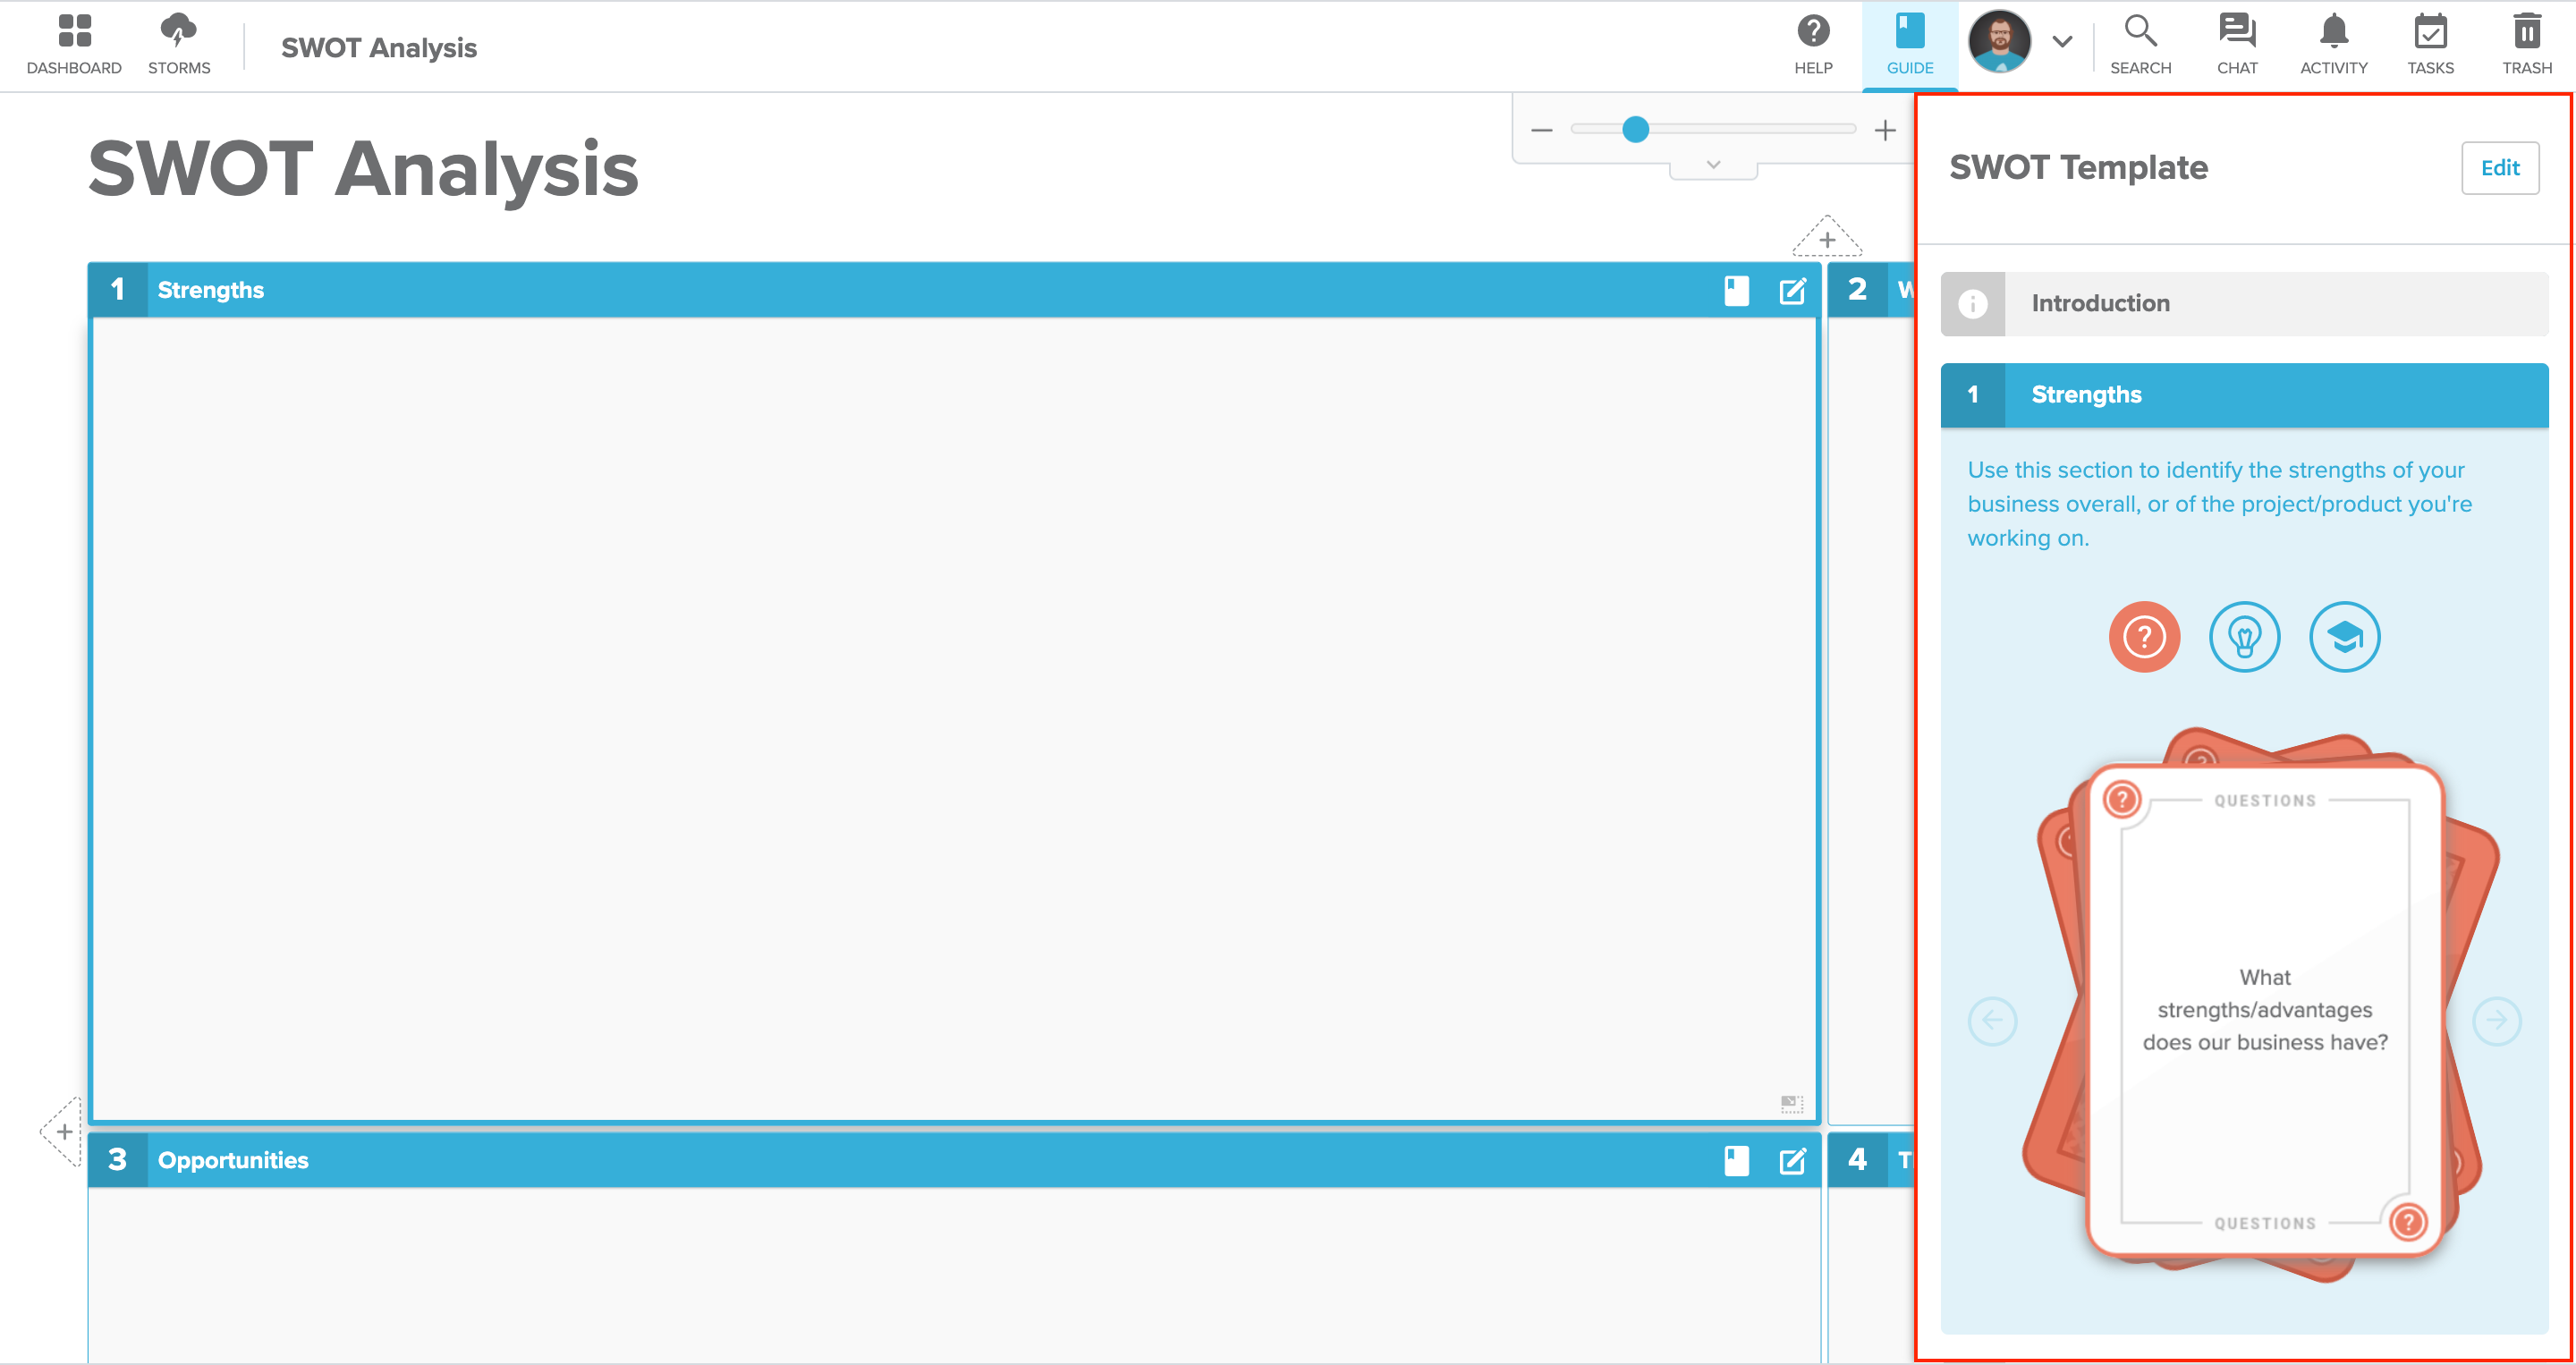 DASHBOARD
STORMS
SWOT Analysis
HELP
GUIDE
SEARCH
CHAT
ACTIVITY
TASKS
TRASH
SWOT Analysis
1 Strengths
2 W
3 Opportunities
4 T
SWOT Template
Edit
Introduction
1 Strengths
Use this section to identify the strengths of your
business overall, or of the project/product you're
working on.
QUESTIONS
What
strengths/advantages
does our business have?
QUESTIONS